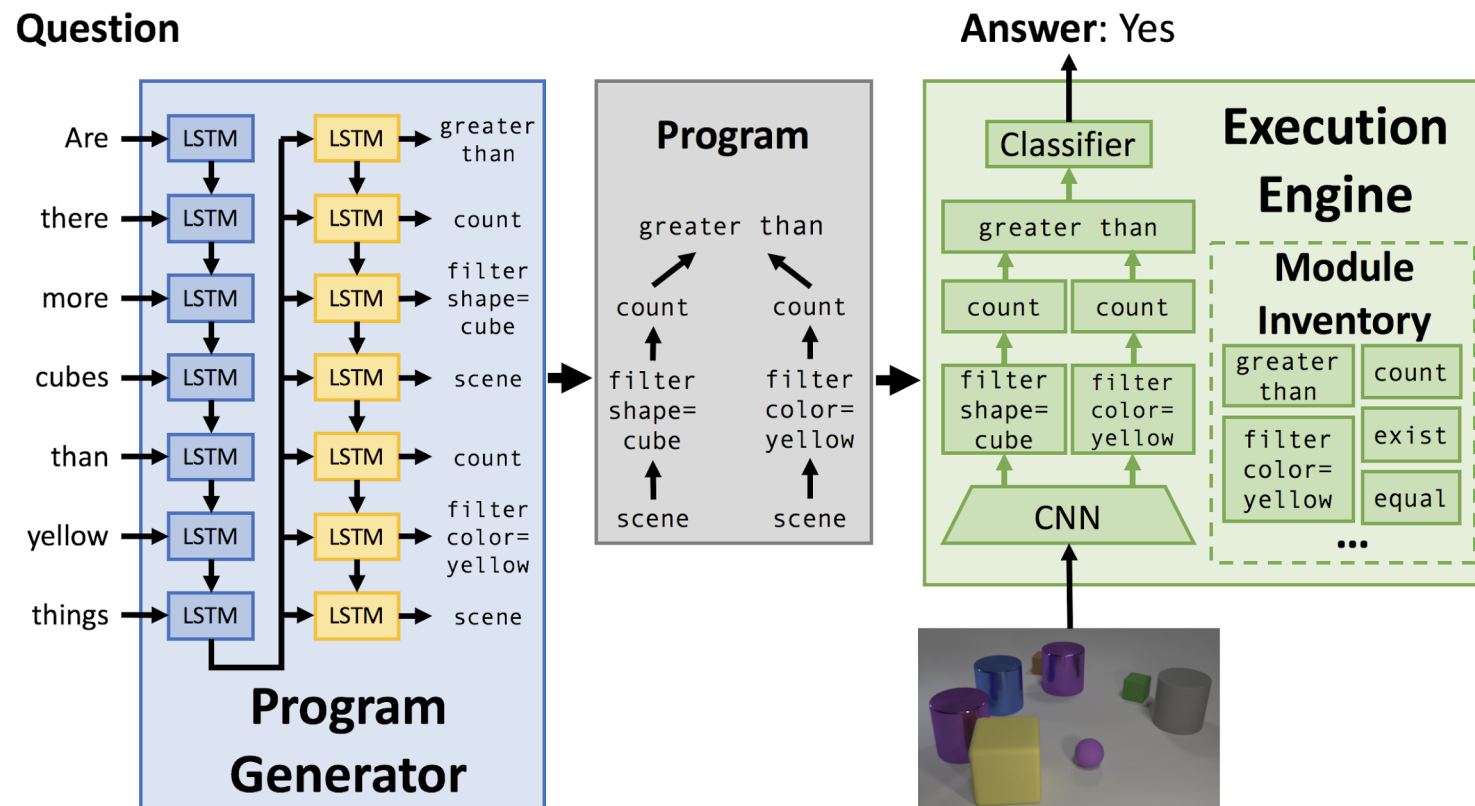 Question
Answer: Yes
Are
there
more
cubes
than
yellow
things
LSTM
LSTM
LSTM
LSTM
LSTM
LSTM
LSTM
LSTM
LSTM
LSTM
LSTM
LSTM
LSTM
LSTM
greater
than
count
filter
shape=
cube
scene
count
filter
color=
yellow
scene
Program
Generator
Program
greater than
count
count
filter
shape=
cube
filter
color=
yellow
scene
scene
Execution
Engine
Classifier
greater than
count
count
filter
shape=
cube
filter
color=
yellow
CNN
Module
Inventory
greater
than
count
filter
color=
yellow
exist
equal
...